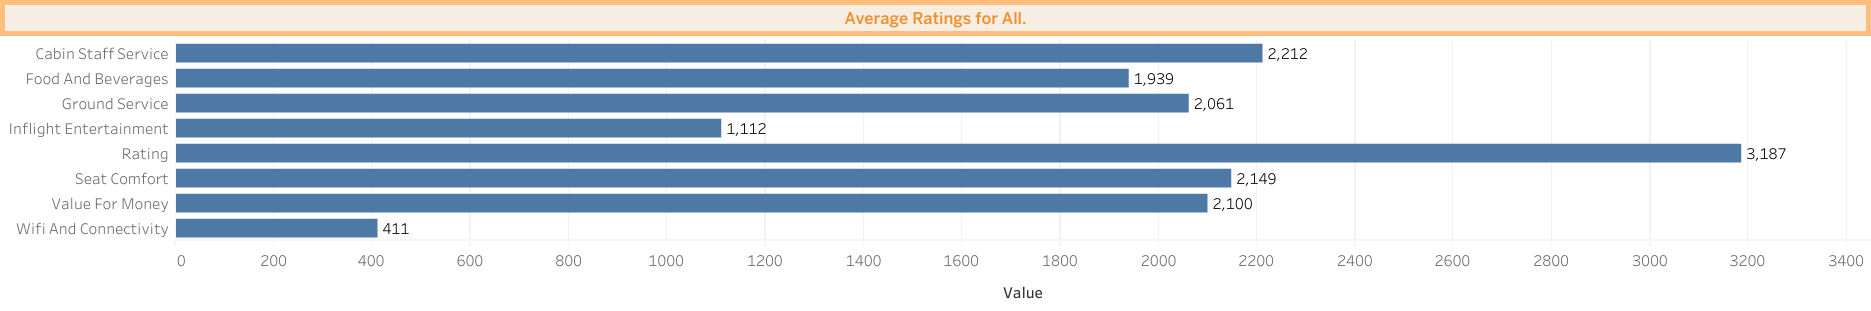 Average Ratings for All.
Cabin Staff Service 2,212
Food And Beverages 1,939
Ground Service 2,061
Inflight Entertainment 1,112
Rating 3,187
Seat Comfort 2,149
Value For Money 2,100
Wifi And Connectivity 411
0 200 400 600 800 1000 1200 1400 1600 1800 2000 2200 2400 2600 2800 3000 3200 3400
Value